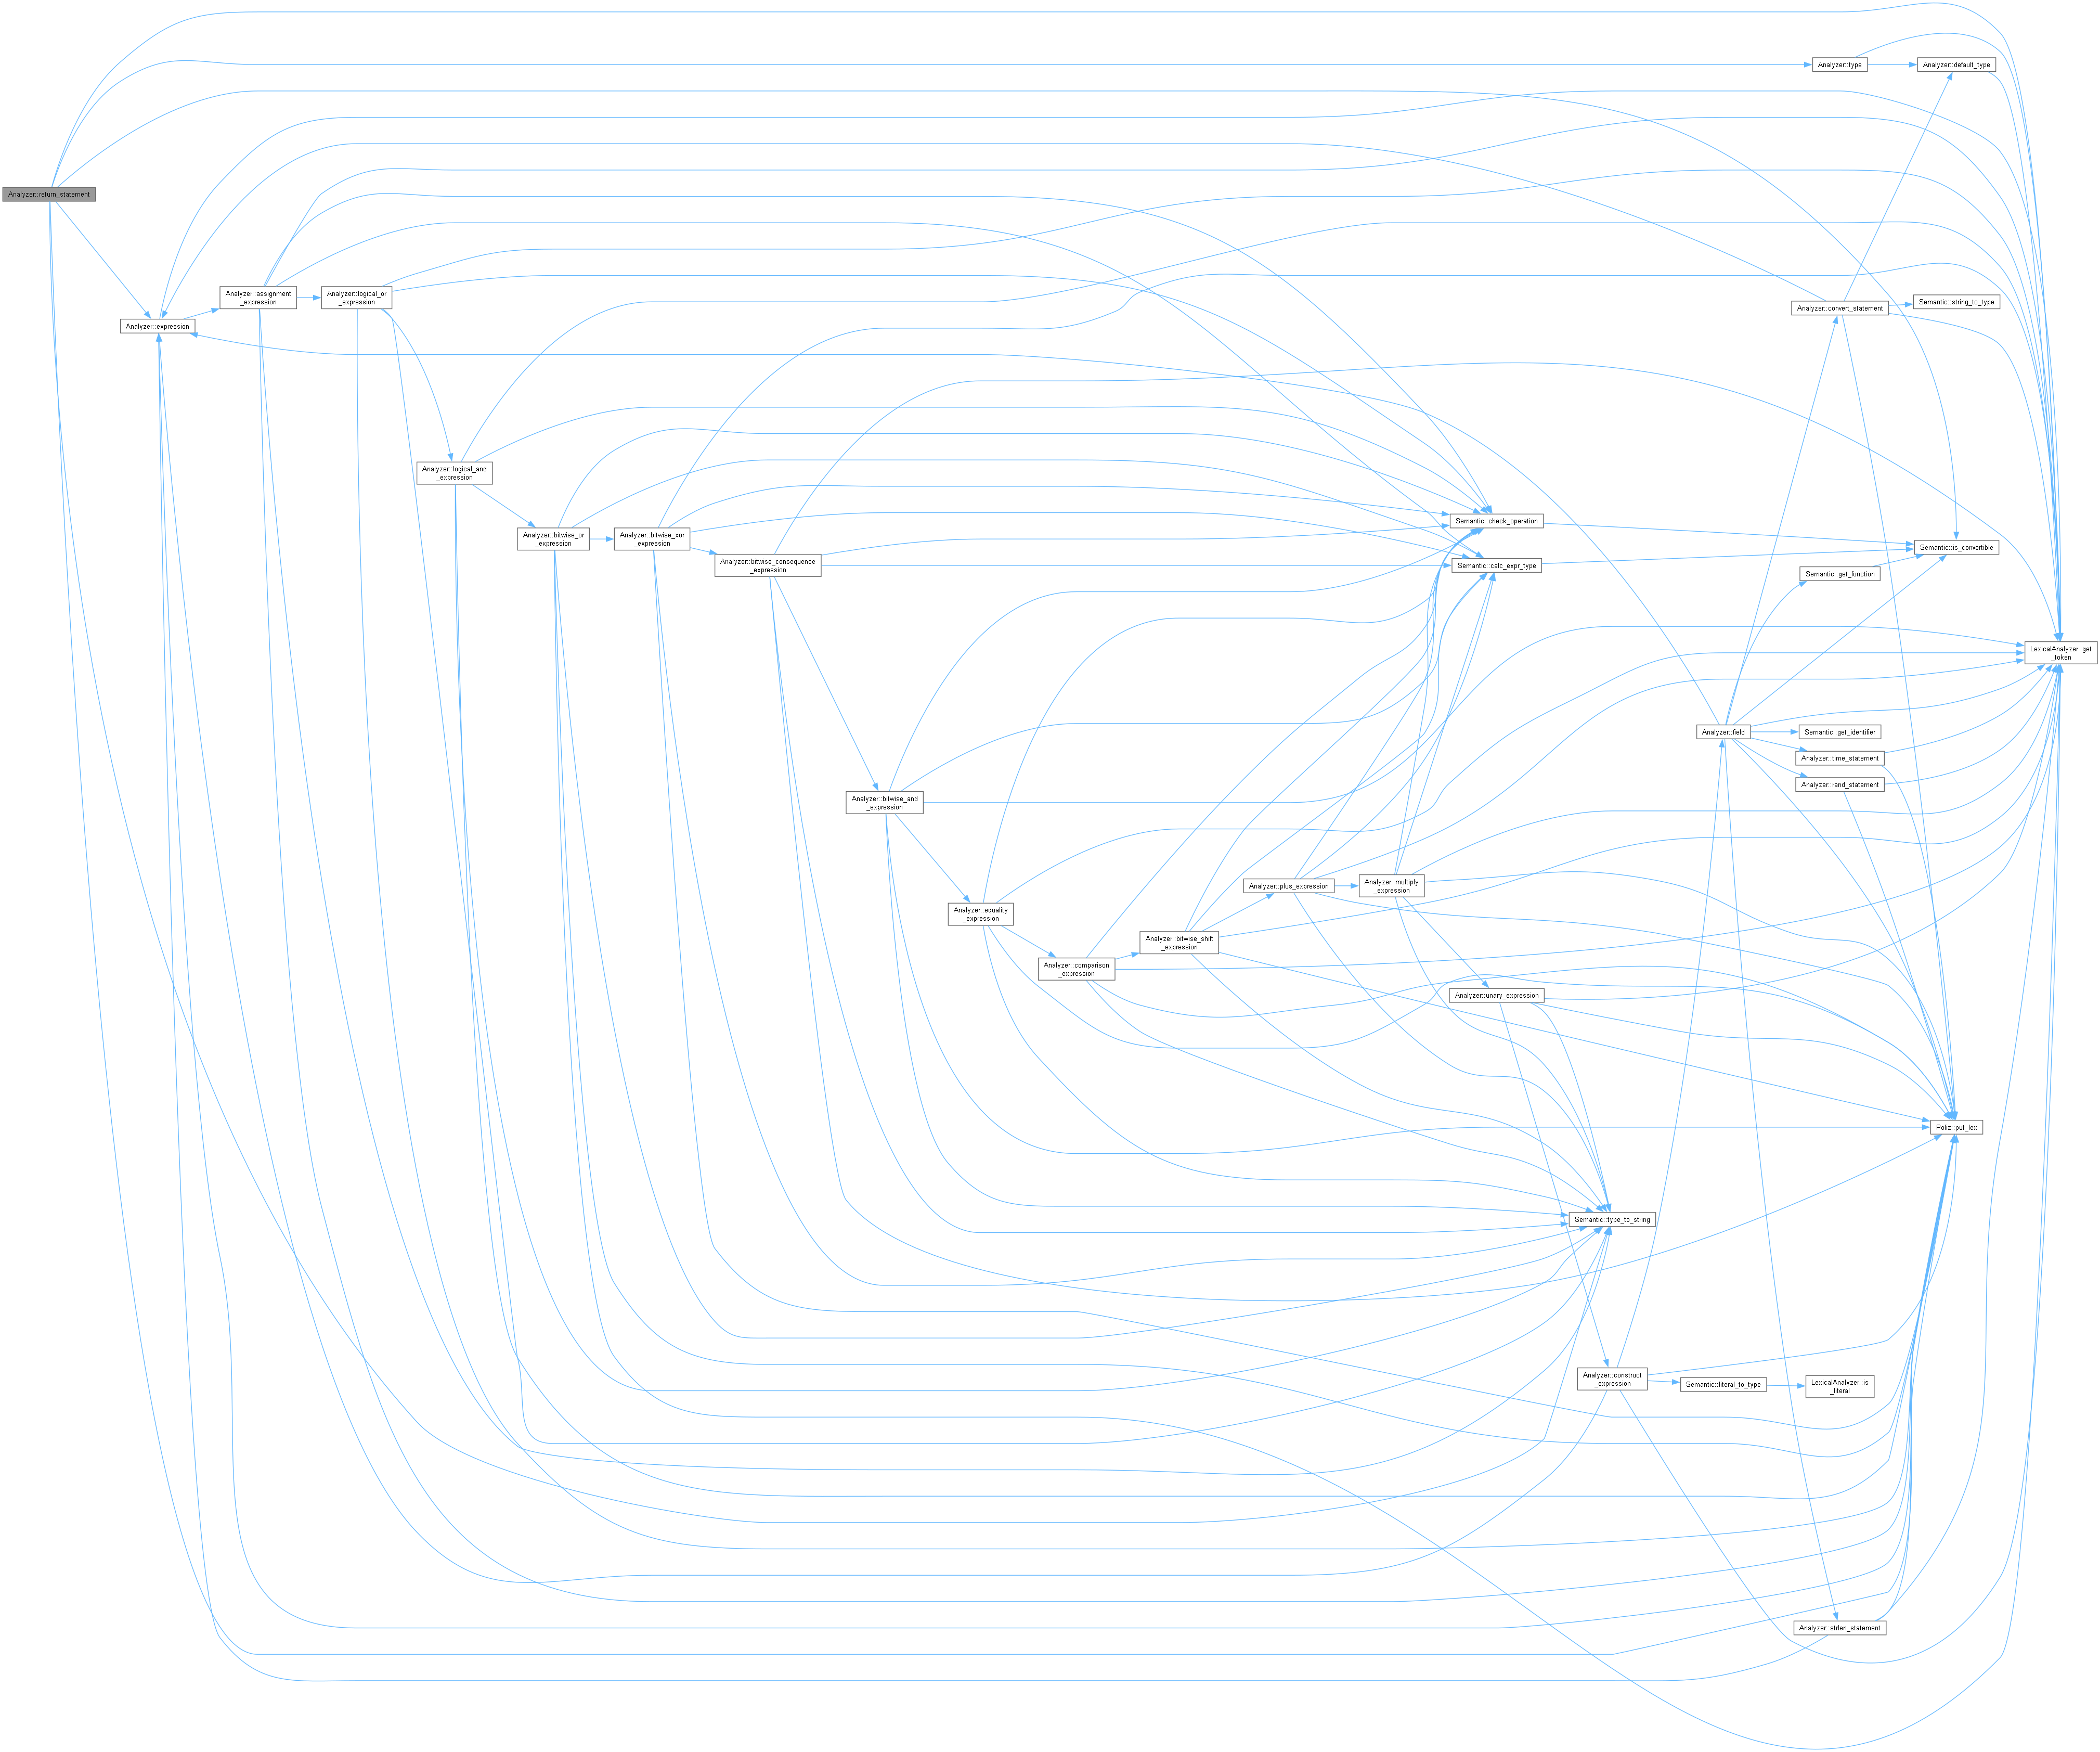 Analyzer::return_statement
Analyzer::expression
Analyzer::assignment
_expression
Analyzer::logical_or
_expression
Analyzer::logical_and
_expression
Analyzer::bitwise_or
_expression
Analyzer::bitwise_xor
_expression
Analyzer::bitwise_consequence
_expression
Analyzer::bitwise_and
_expression
Analyzer::equality
_expression
Analyzer::comparison
_expression
Analyzer::bitwise_shift
_expression
Analyzer::plus_expression
Analyzer::multiply
_expression
Semantic::check_operation
Semantic::calc_expr_type
Analyzer::unary_expression
Semantic::type_to_string
Analyzer::construct
_expression
Semantic::literal_to_type
LexicalAnalyzer::is
_literal
Analyzer::field
Analyzer::type
Analyzer::default_type
Analyzer::convert_statement
Semantic::string_to_type
Semantic::is_convertible
Semantic::get_function
Semantic::get_identifier
Analyzer::time_statement
Analyzer::rand_statement
LexicalAnalyzer::get
_token
Poliz::put_lex
Analyzer::strlen_statement